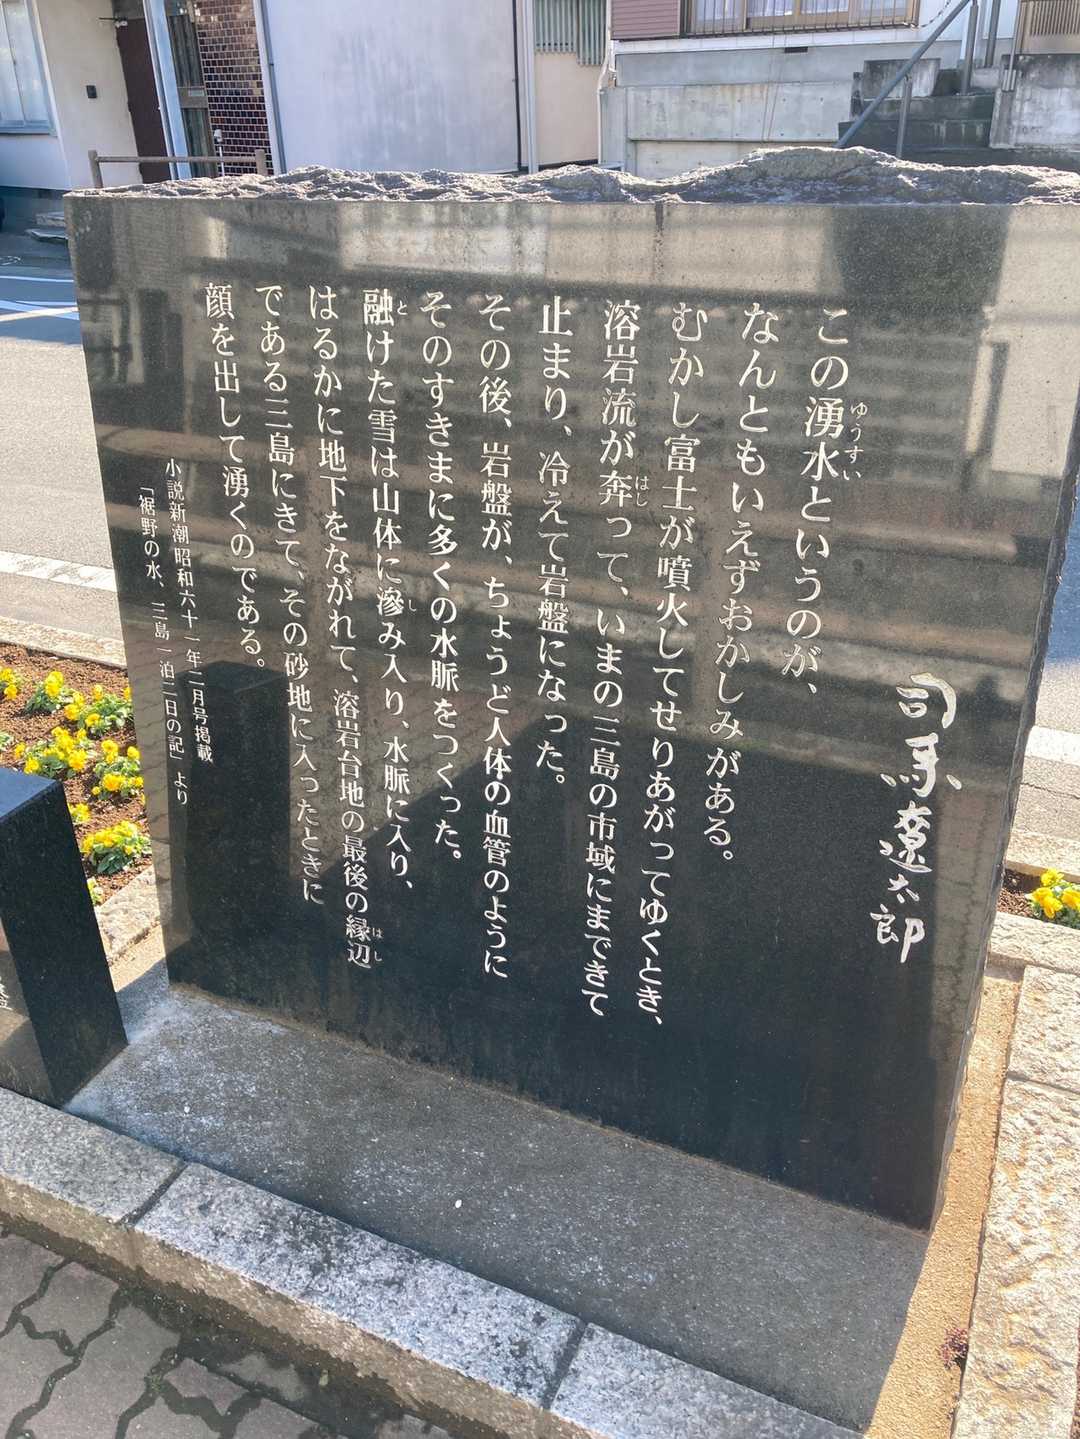 司馬遼太郎
この湧水というのが、
ゆうすい
なんともいえずおかしみがある。
むかし富士が噴火してせりあがってゆくとき、
溶岩流が奔って、いまの三島の市域にまできて
はし
止まり、冷えて岩盤になった。
その後、岩盤が、ちょうど人体の血管のように
そのすきまに多くの水脈をつくった。
融けた雪は山体に滲み入り、水脈に入り、
と
し
はるかに地下をながれて、溶岩台地の最後の縁辺
はし
である三島にきて、その砂地に入ったときに
顔を出して湧くのである。
小説新潮昭和六十一年二月号掲載
「裾野の水、三島一泊二日の記」より